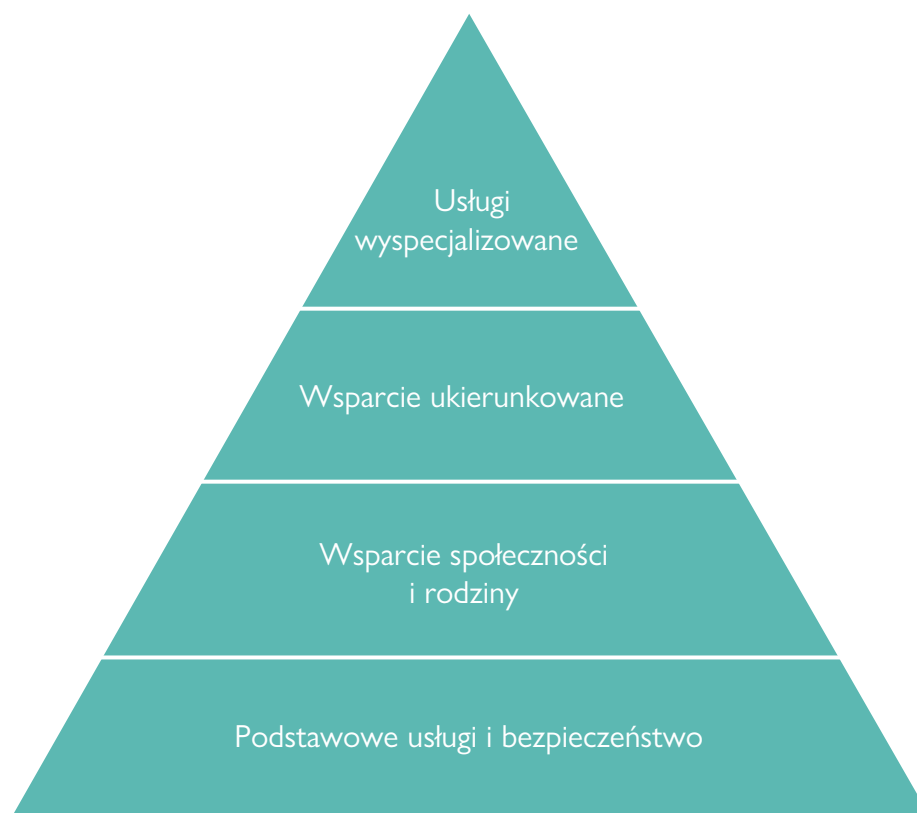 Usługi
wyspecjalizowane
Wsparcie ukierunkowane
Wsparcie społeczności
i rodziny
Podstawowe usługi i bezpieczeństwo